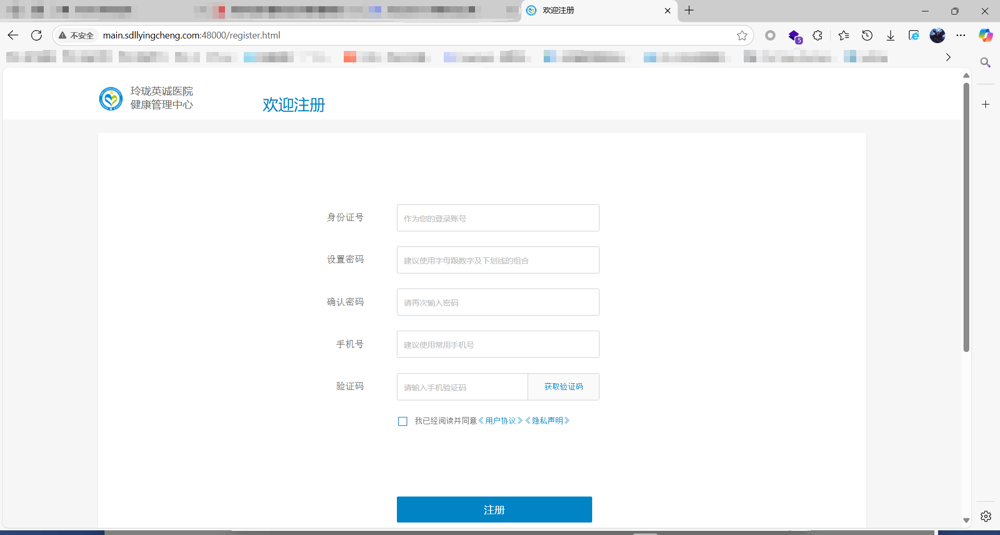 欢迎注册
不安全
main.sdllyingcheng.com:48000/register.html
5
玲珑英诚医院
健康管理中心
欢迎注册
身份证号
作为您的登录账号
设置密码
建议使用字母跟数字及下划线的组合
确认密码
请再次输入密码
手机号
建议使用常用手机号
验证码
请输入手机验证码
获取验证码
我已经阅读并同意《用户协议》《隐私声明》
注册